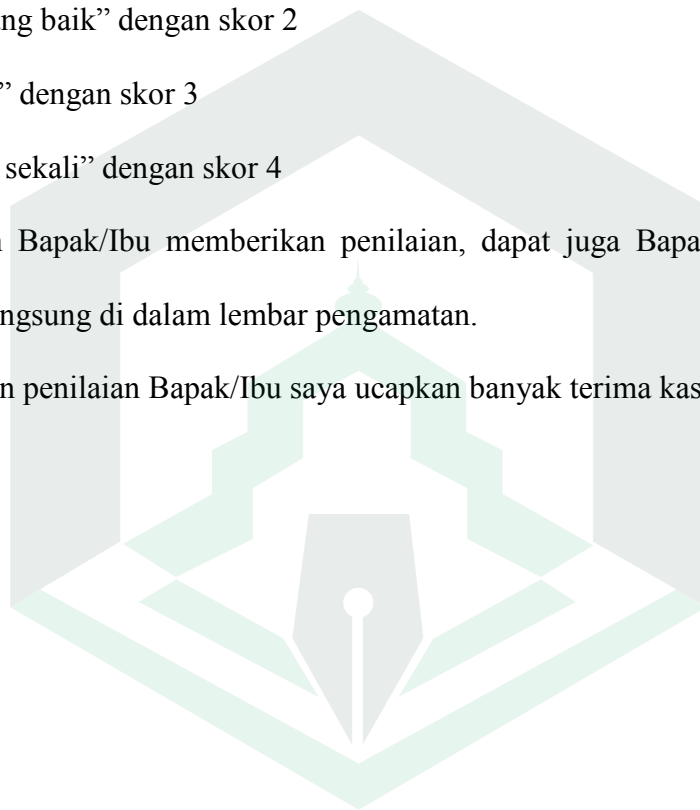 ng baik” dengan skor 2
” dengan skor 3
sekali” dengan skor 4
Bapak/Ibu memberikan penilaian, dapat juga Bapa
ngsung di dalam lembar pengamatan.
n penilaian Bapak/Ibu saya ucapkan banyak terima kas